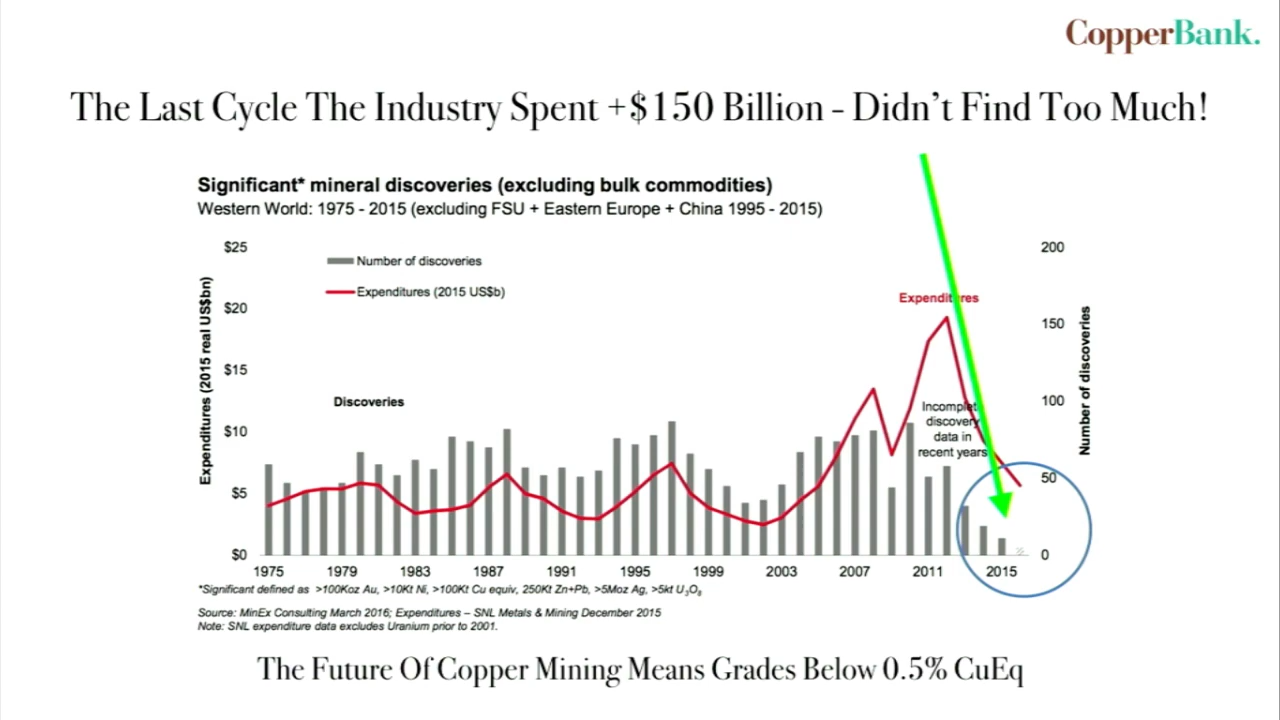 CopperBank.
The Last Cycle The Industry Spent +$150 Billion - Didn't Find Too Much!
Significant* mineral discoveries (excluding bulk commodities)
Western World: 1975 - 2015 (excluding FSU + Eastern Europe + China 1995 - 2015)
Expenditures (2015 real US$bn)
$25
$20
$15
$10
$5
$0
Number of discoveries
Expenditures (2015 US$b)
Discoveries
Expenditures
Incomplete
discovery
data in
recent years
200
150
100
50
0
Number of discoveries
1975
1979
1983
1987
1991
1995
1999
2003
2007
2011
2015
*Significant defined as >100Koz Au, >10Kt Ni, >100Kt Cu equiv, 250Kt Zn+Pb, >5Moz Ag, >5kt U₃O₈
Source: MinEx Consulting March 2016; Expenditures – SNL Metals & Mining December 2015
Note: SNL expenditure data excludes Uranium prior to 2001.
The Future Of Copper Mining Means Grades Below 0.5% CuEq